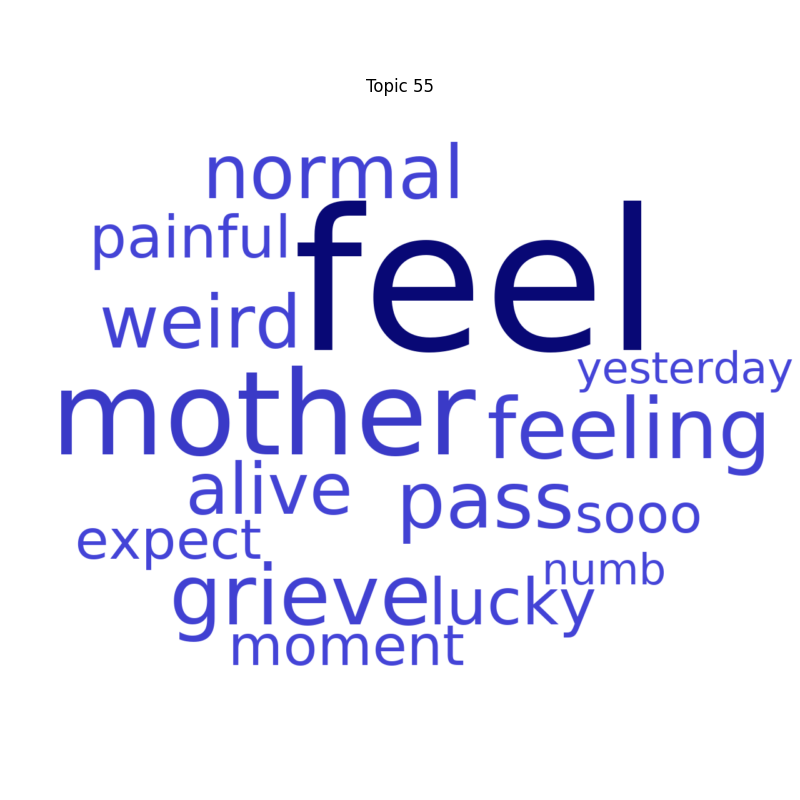 Topic 55
normal
painful
feel
weird
yesterday
mother
feeling
alive
pass
sooo
expect
numb
grieve
lucky
moment